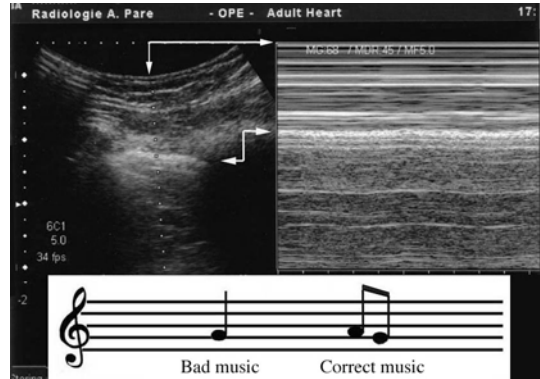 Radiologie A. Pare - OPE - Adult Heart 17:
MG:68 / MDR:45 / MF5.0
6C1
5.0
34 fps
-2
Bad music Correct music